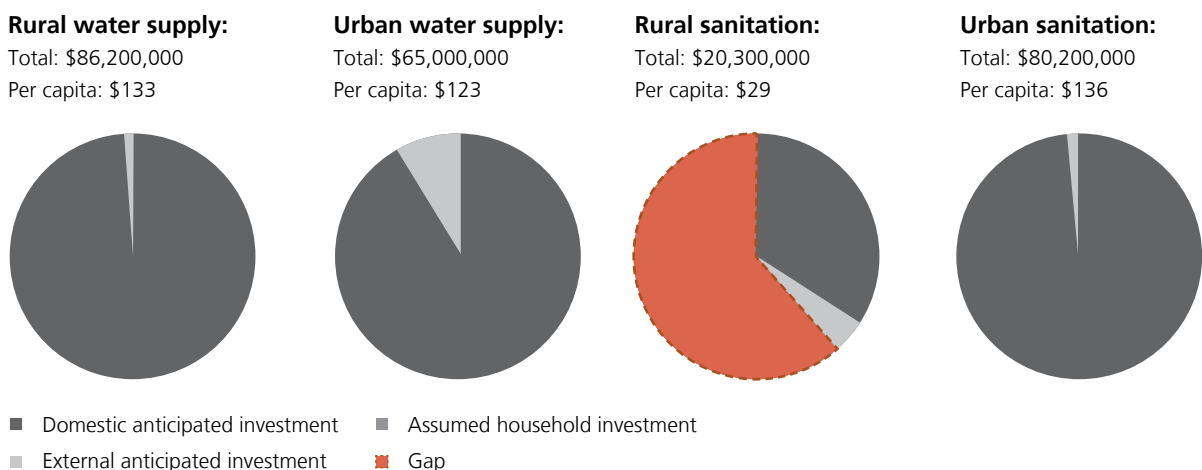 Rural water supply:
Total: $86,200,000
Per capita: $133
Urban water supply:
Total: $65,000,000
Per capita: $123
Rural sanitation:
Total: $20,300,000
Per capita: $29
Urban sanitation:
Total: $80,200,000
Per capita: $136
Domestic anticipated investment
Assumed household investment
External anticipated investment
Gap